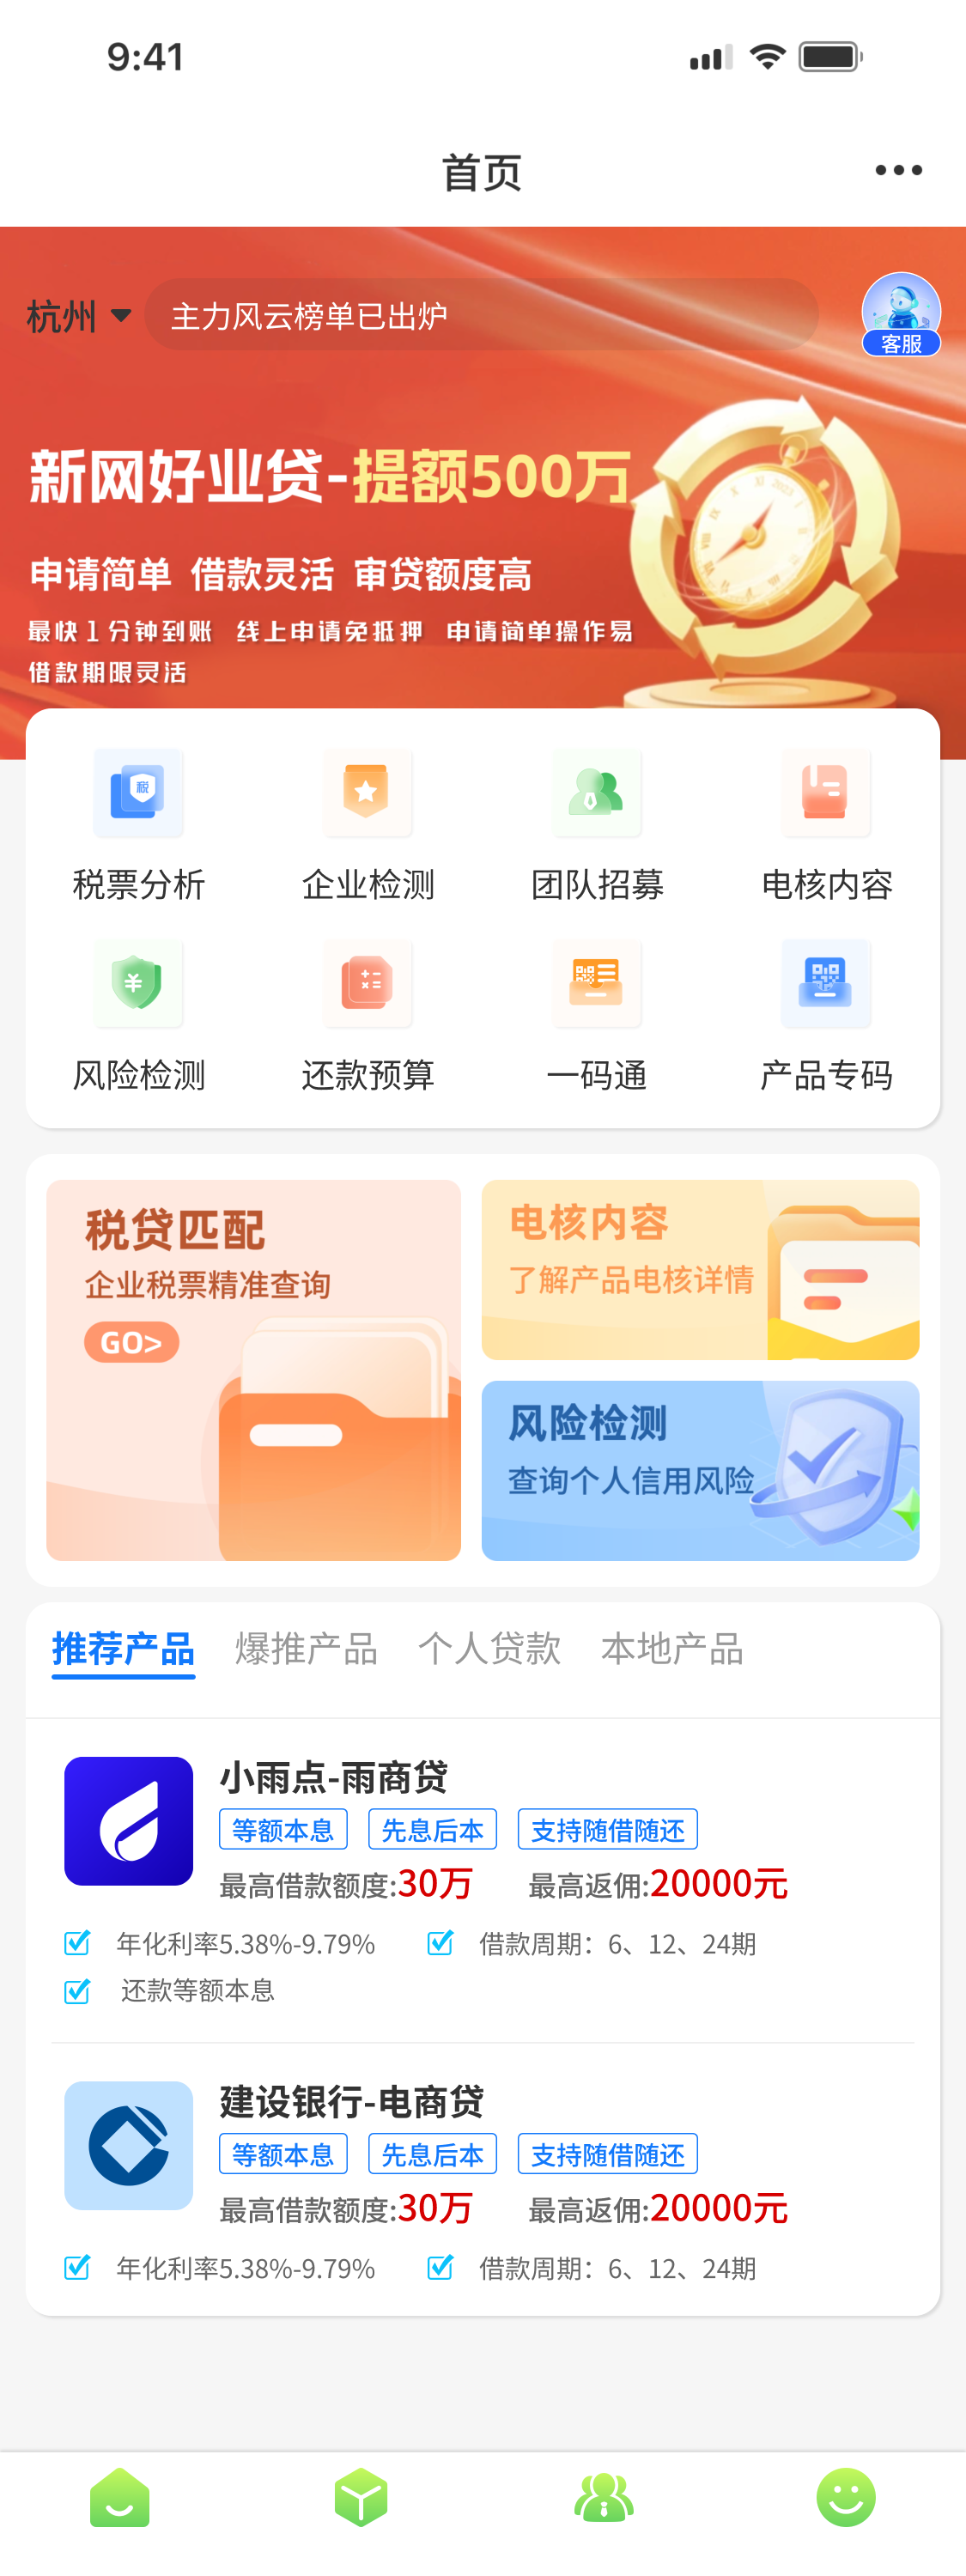 9:41
首页
杭州
主力风云榜单已出炉
客服
新网好业贷-提额500万
申请简单 借款灵活 审贷额度高
最快1分钟到账 线上申请免抵押 申请简单操作易
借款期限灵活
税
税票分析
企业检测
团队招募
电核内容
风险检测
还款预算
一码通
产品专码
税贷匹配
企业税票精准查询
GO>
电核内容
了解产品电核详情
风险检测
查询个人信用风险
推荐产品 爆推产品 个人贷款 本地产品
小雨点-雨商贷
等额本息 先息后本 支持随借随还
最高借款额度:30万 最高返佣:20000元
年化利率5.38%-9.79% 借款周期：6、12、24期
还款等额本息
建设银行-电商贷
等额本息 先息后本 支持随借随还
最高借款额度:30万 最高返佣:20000元
年化利率5.38%-9.79% 借款周期：6、12、24期